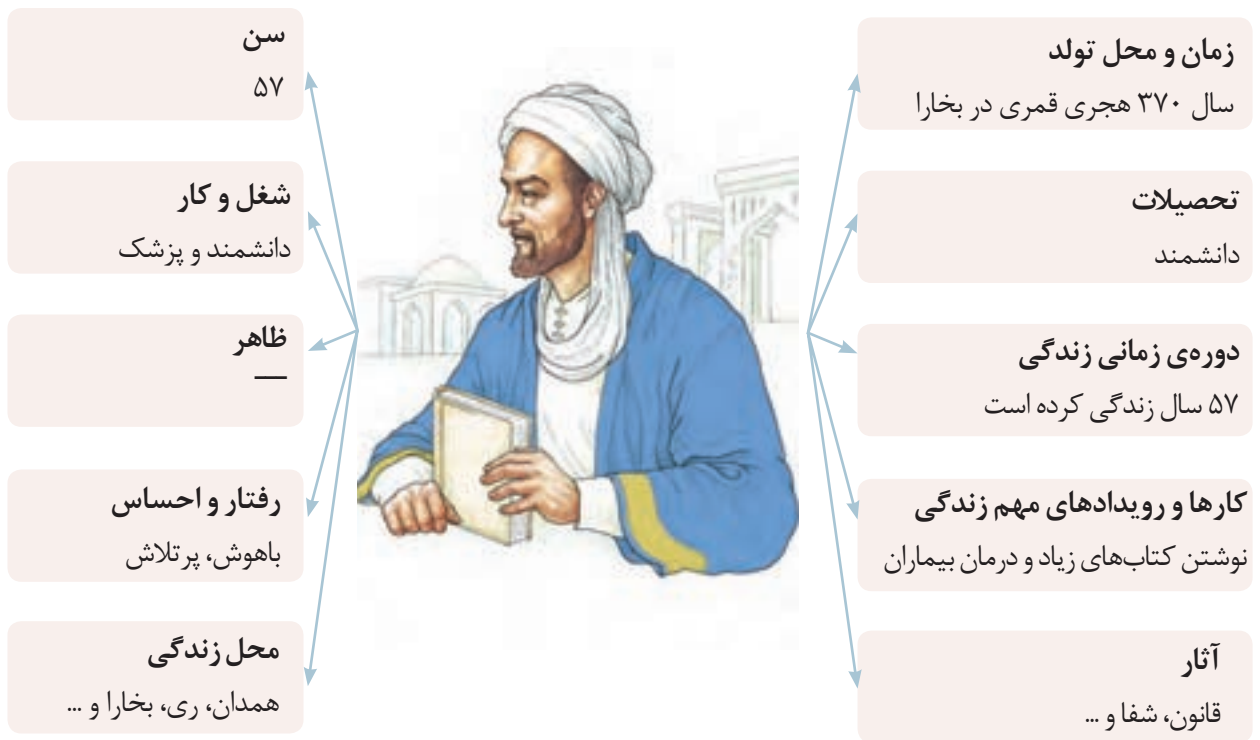 زمان و محل تولد
سال ۳۷۰ هجری قمری در بخارا
تحصیلات
دانشمند
دوره‌ی زمانی زندگی
۵۷ سال زندگی کرده است
کارها و رویدادهای مهم زندگی
نوشتن کتاب‌های زیاد و درمان بیماران
آثار
قانون، شفا و ...
سن
۵۷
شغل و کار
دانشمند و پزشک
ظاهر
—
رفتار و احساس
باهوش، پرتلاش
محل زندگی
همدان، ری، بخارا و ...